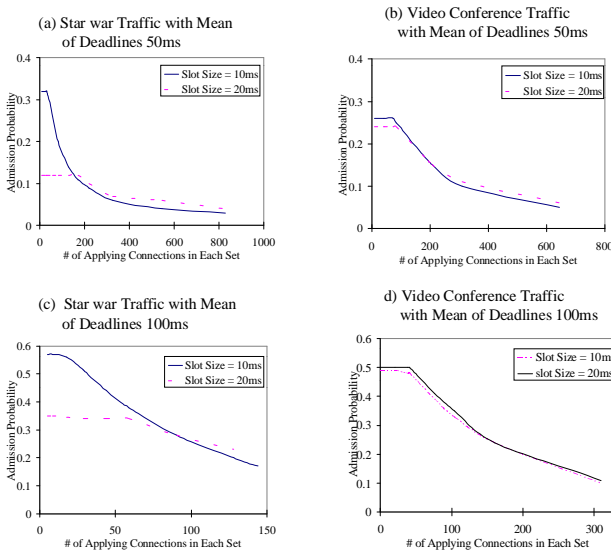 (a) Star war Traffic with Mean
of Deadlines 50ms
Slot Size = 10ms
Slot Size = 20ms
Admission Probability
0.4
0.3
0.2
0.1
0
0 200 400 600 800 1000
# of Applying Connections in Each Set
(b) Video Conference Traffic
with Mean of Deadlines 50ms
Slot Size = 10ms
Slot Size = 20ms
Admission Probability
0.4
0.3
0.2
0.1
0
0 200 400 600 800
# of Applying Connections in Each Set
(c) Star war Traffic with Mean
of Deadlines 100ms
Slot Size = 10ms
Slot Size = 20ms
Admission Probability
0.6
0.5
0.4
0.3
0.2
0.1
0
0 50 100 150
# of Applying Connections in Each Set
d) Video Conference Traffic
with Mean of Deadlines 100ms
Slot Size = 10ms
slot Size = 20ms
Admission Probability
0.6
0.5
0.4
0.3
0.2
0.1
0
0 100 200 300
# of Applying Connections in Each Set